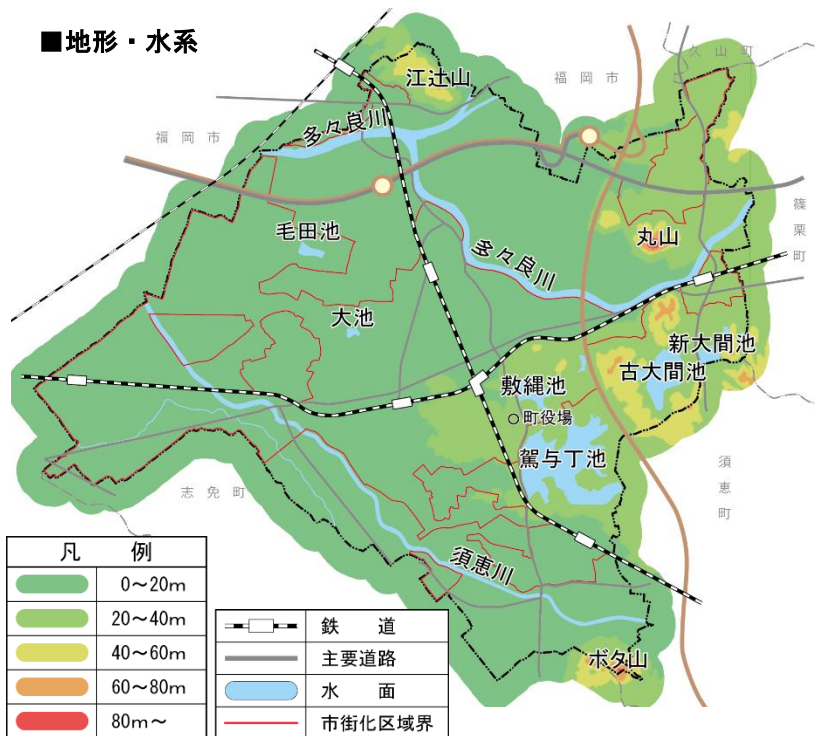 ■地形・水系
久山町
福岡市
江辻山
福岡市
多々良川
篠栗町
毛田池
丸山
多々良川
大池
新大間池
敷縄池
古大間池
町役場
駕与丁池
須恵町
志免町
須恵川
ボタ山
凡 例
0～20m
20～40m
40～60m
60～80m
80m～
鉄 道
主要道路
水 面
市街化区域界